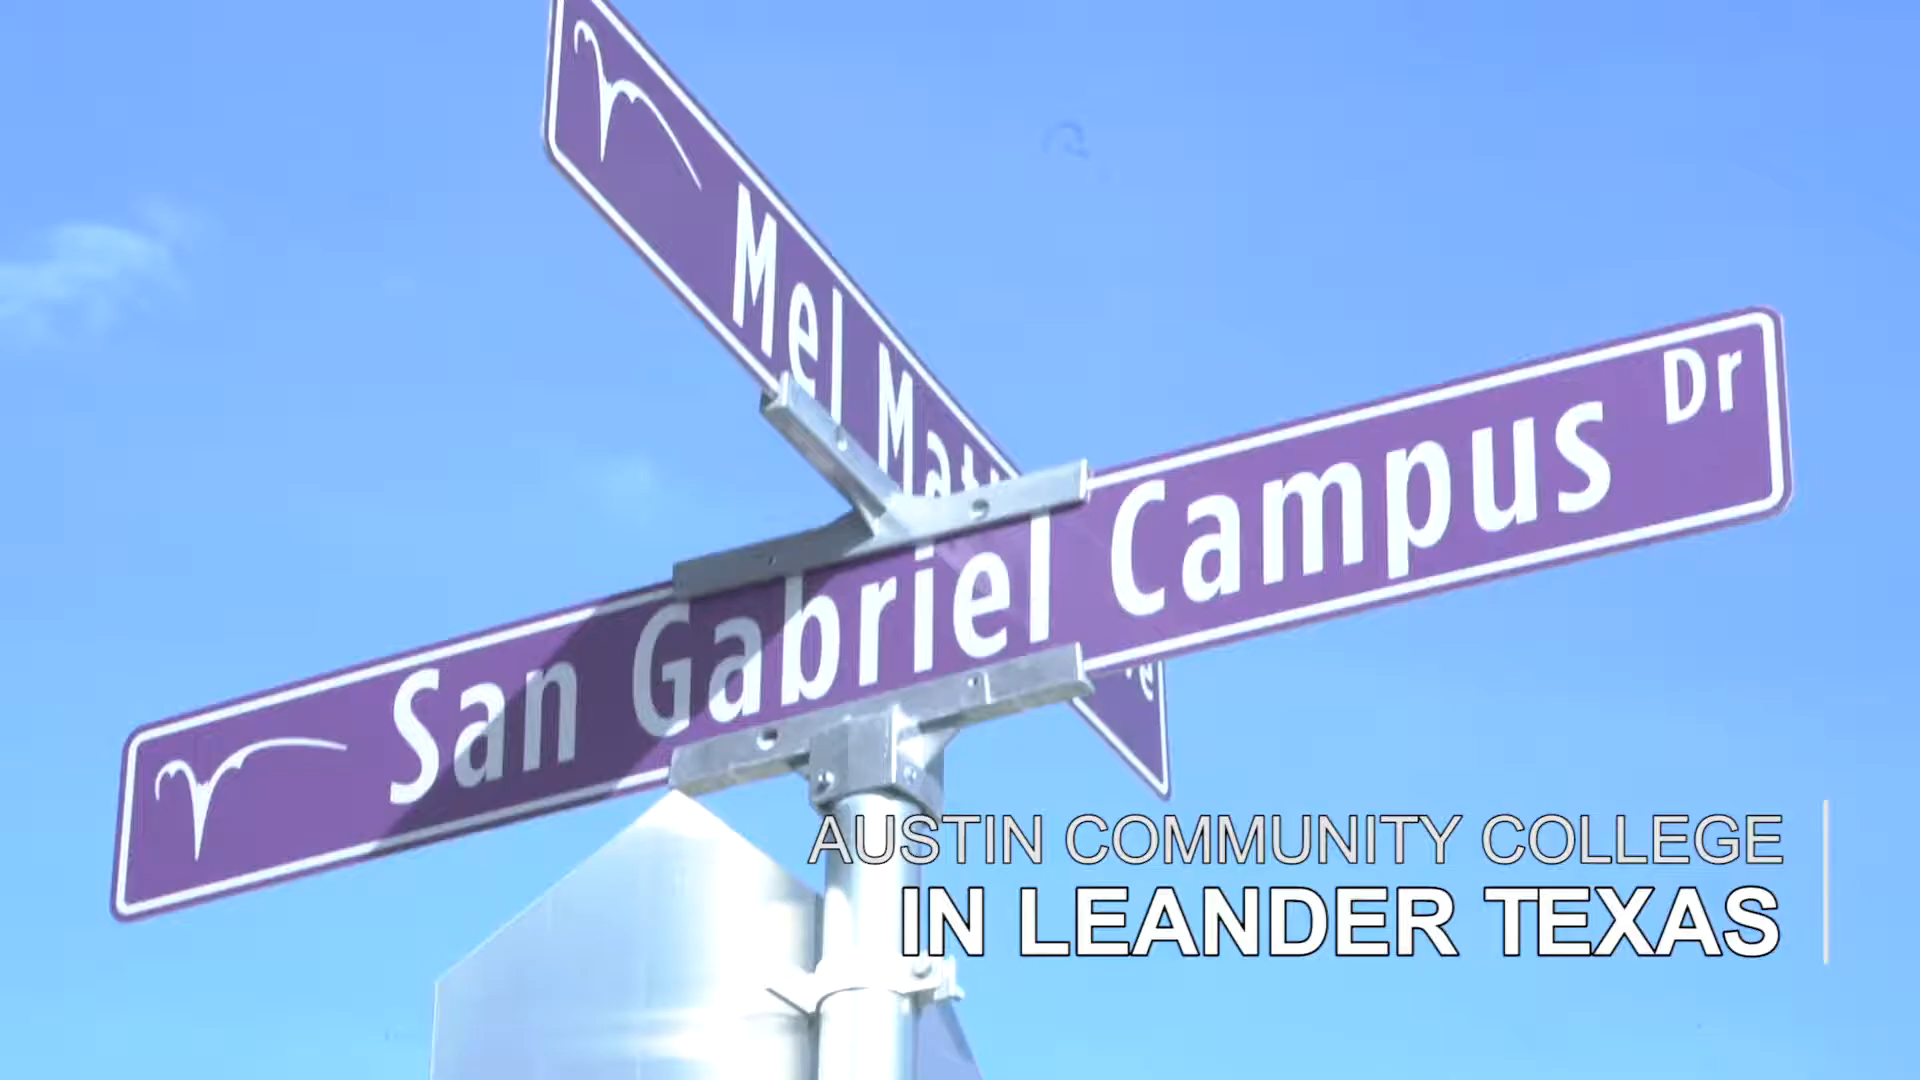 Mel
San Gabriel Campus Dr
AUSTIN COMMUNITY COLLEGE
IN LEANDER TEXAS